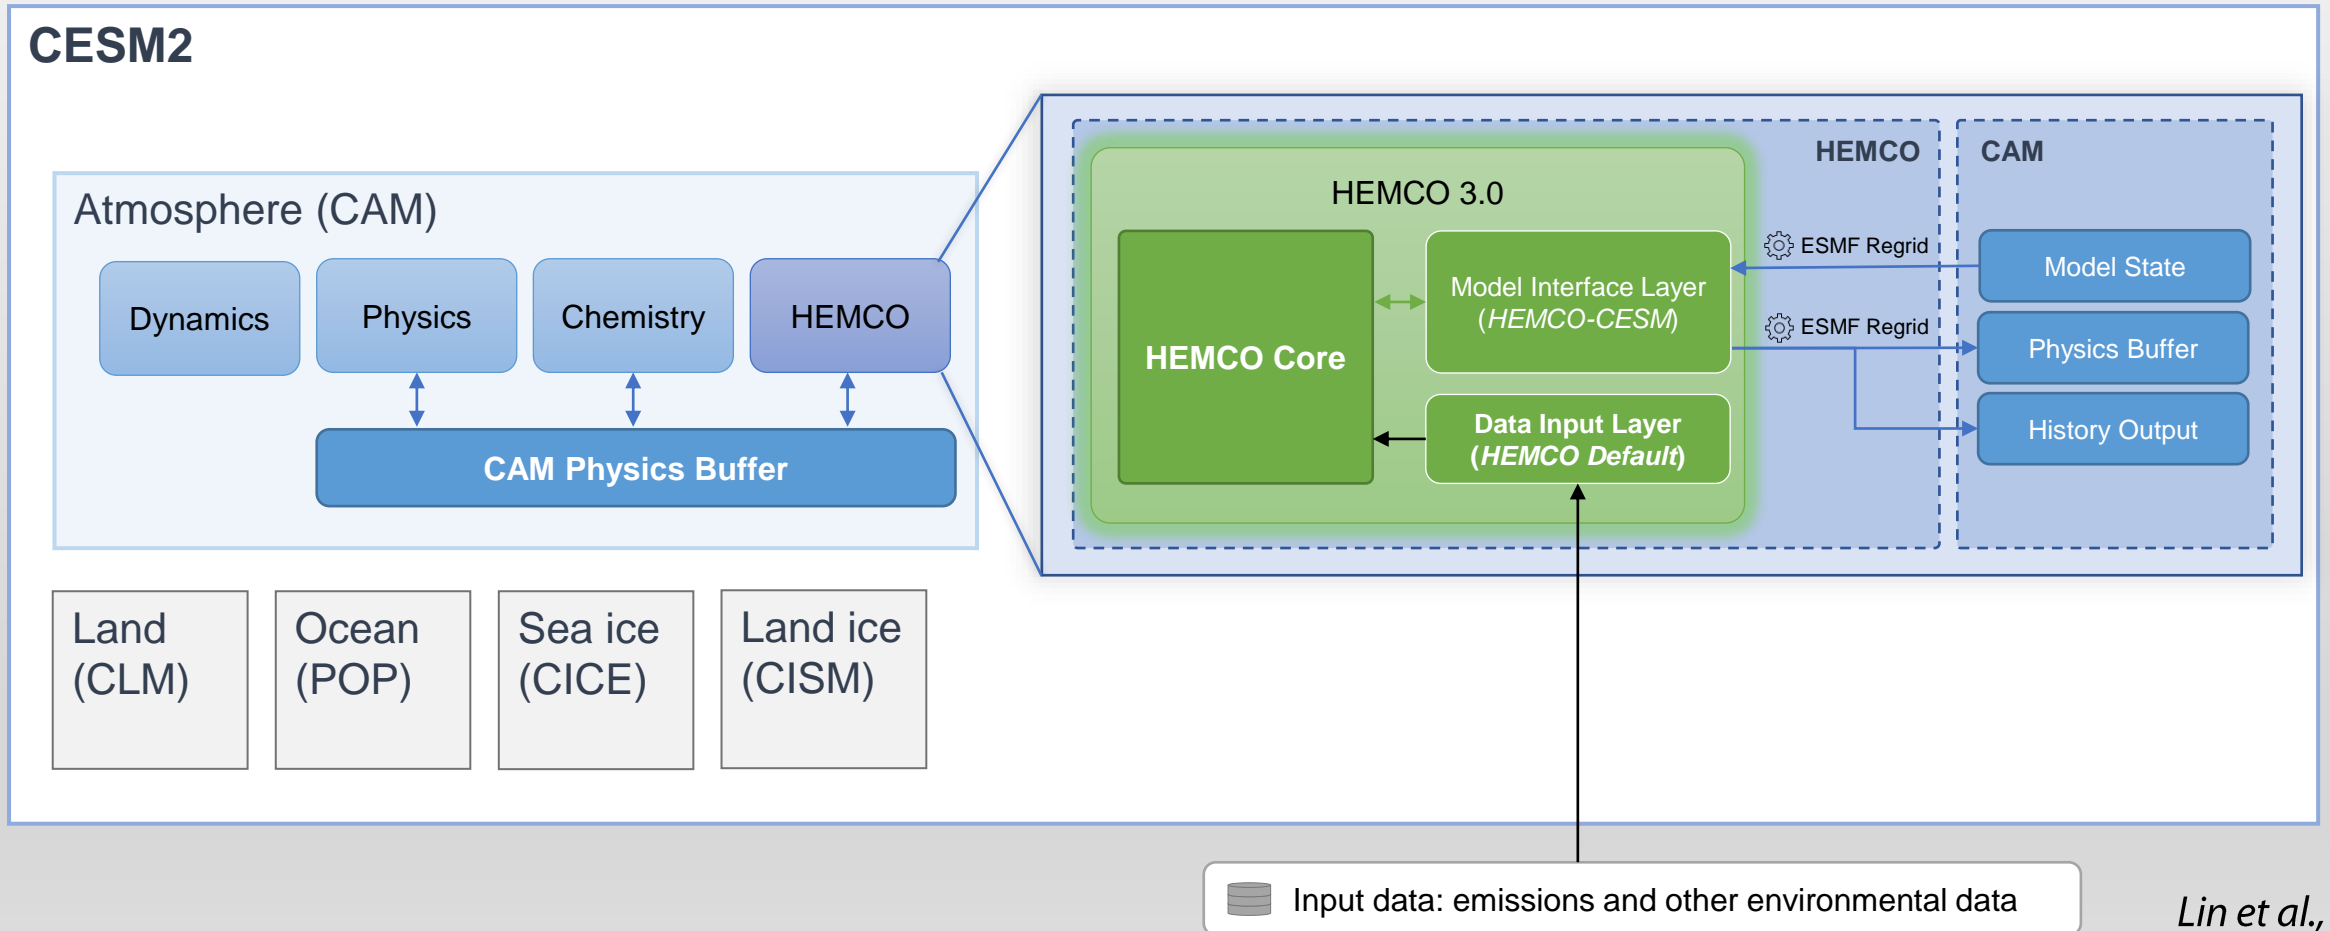 CESM2
Atmosphere (CAM)
Dynamics
Physics
Chemistry
HEMCO
CAM Physics Buffer
Land
(CLM)
Ocean
(POP)
Sea ice
(CICE)
Land ice
(CISM)
HEMCO
CAM
HEMCO 3.0
HEMCO Core
Model Interface Layer
(HEMCO-CESM)
Data Input Layer
(HEMCO Default)
ESMF Regrid
ESMF Regrid
Model State
Physics Buffer
History Output
Input data: emissions and other environmental data
Lin et al.,